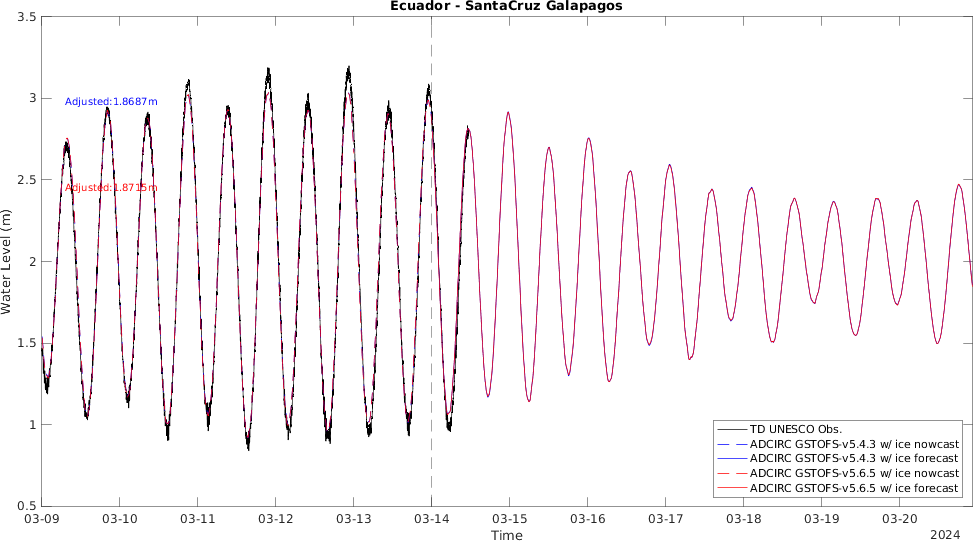 Ecuador - SantaCruz Galapagos
Water Level (m)
3.5
3
2.5
2
1.5
1
0.5
Adjusted:1.8687m
Adjusted:1.8715m
TD UNESCO Obs.
ADCIRC GSTOFS-v5.4.3 w/ ice nowcast
ADCIRC GSTOFS-v5.4.3 w/ ice forecast
ADCIRC GSTOFS-v5.6.5 w/ ice nowcast
ADCIRC GSTOFS-v5.6.5 w/ ice forecast
03-09 03-10 03-11 03-12 03-13 03-14 03-15 03-16 03-17 03-18 03-19 03-20
Time
2024